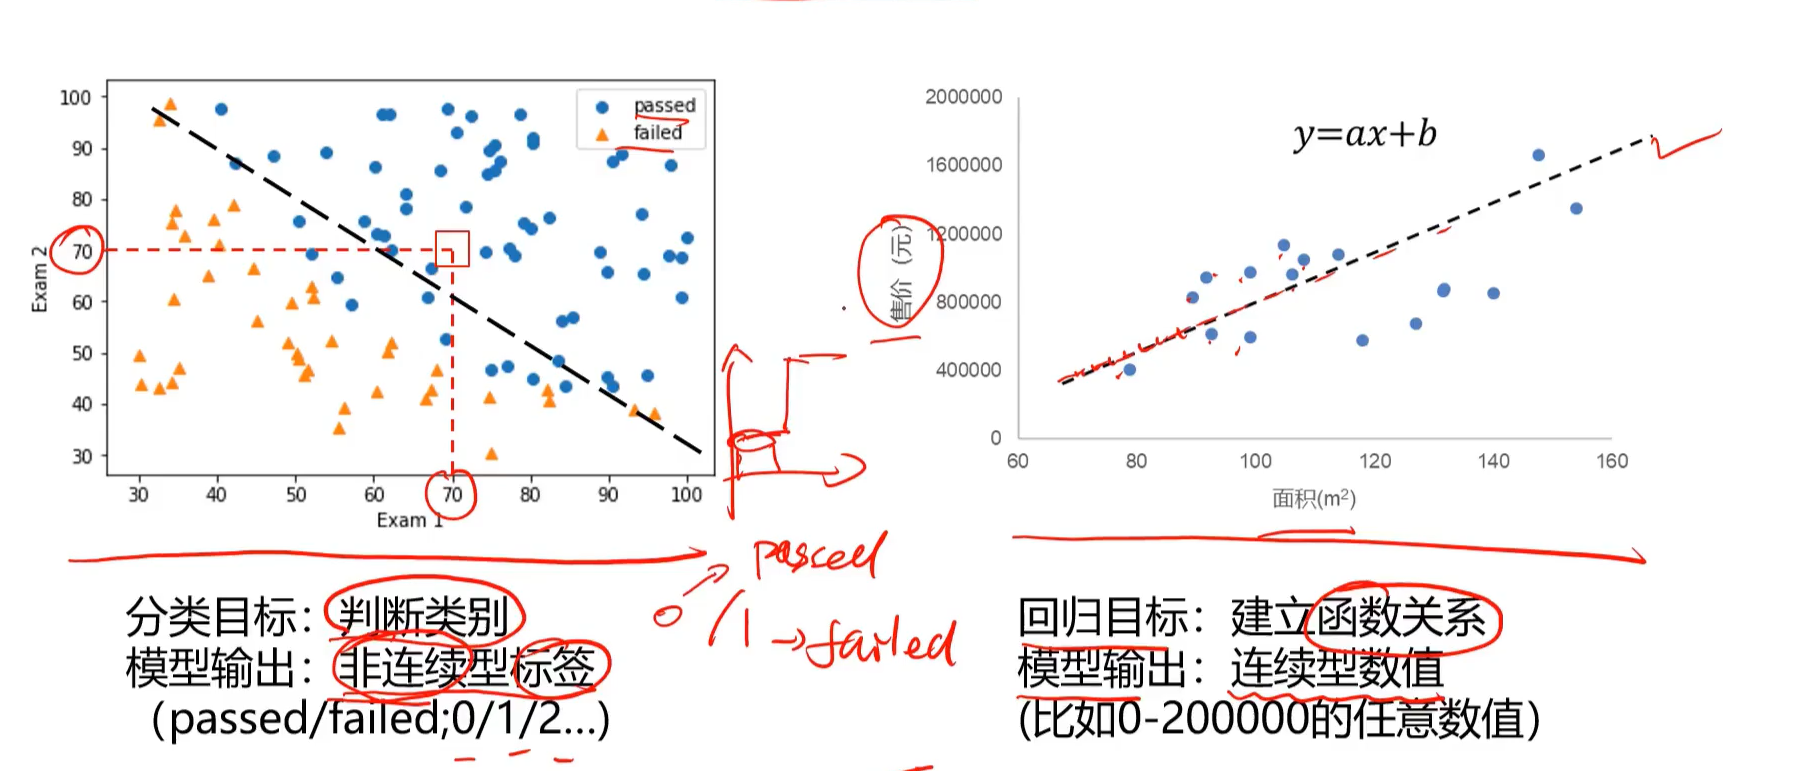 passed
failed
100
90
80
70
60
50
40
30
Exam 2
30 40 50 60 70 80 90 100
Exam 1
分类目标：判断类别
模型输出：非连续型标签
（passed/failed;0/1/2...)
0 → passed
/1 → failed
y=ax+b
2000000
1600000
1200000
800000
400000
0
售价（元）
60 80 100 120 140 160
面积(m²)
回归目标：建立函数关系
模型输出：连续型数值
(比如0-200000的任意数值）